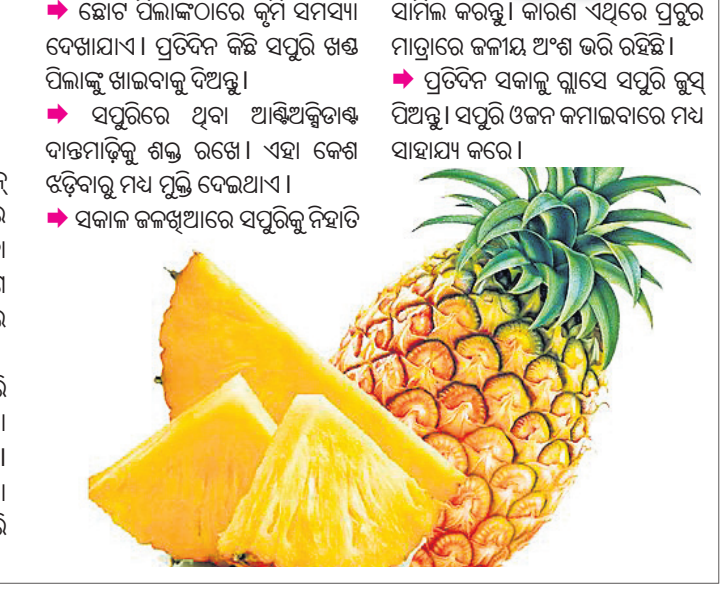 ➡ ଛୋଟ ପିଲାଙ୍କଠାରେ କୃମି ସମସ୍ୟା
ଦେଖାଯାଏ । ପ୍ରତିଦିନ କିଛି ସପୁରି ଖଣ୍ଡ
ପିଲାଙ୍କୁ ଖାଇବାକୁ ଦିଅନ୍ତୁ ।
➡ ସପୁରିରେ ଥିବା ଆଣ୍ଟିଅକ୍ସିଡାଣ୍ଟ
ଦାନ୍ତମାଢ଼ିକୁ ଶକ୍ତ ରଖେ । ଏହା କେଶ
ଝଡ଼ିବାରୁ ମଧ୍ୟ ମୁକ୍ତି ଦେଇଥାଏ ।
➡ ସକାଳ ଜଳଖିଆରେ ସପୁରିକୁ ନିହାତି
ସାମିଲ କରନ୍ତୁ । କାରଣ ଏଥିରେ ପ୍ରଚୁର
ମାତ୍ରାରେ ଜଳୀୟ ଅଂଶ ଭରି ରହିଛି ।
➡ ପ୍ରତିଦିନ ସକାଳୁ ଗ୍ଲାସେ ସପୁରି ଜୁସ୍
ପିଅନ୍ତୁ । ସପୁରି ଓଜନ କମାଇବାରେ ମଧ୍ୟ
ସାହାଯ୍ୟ କରେ ।